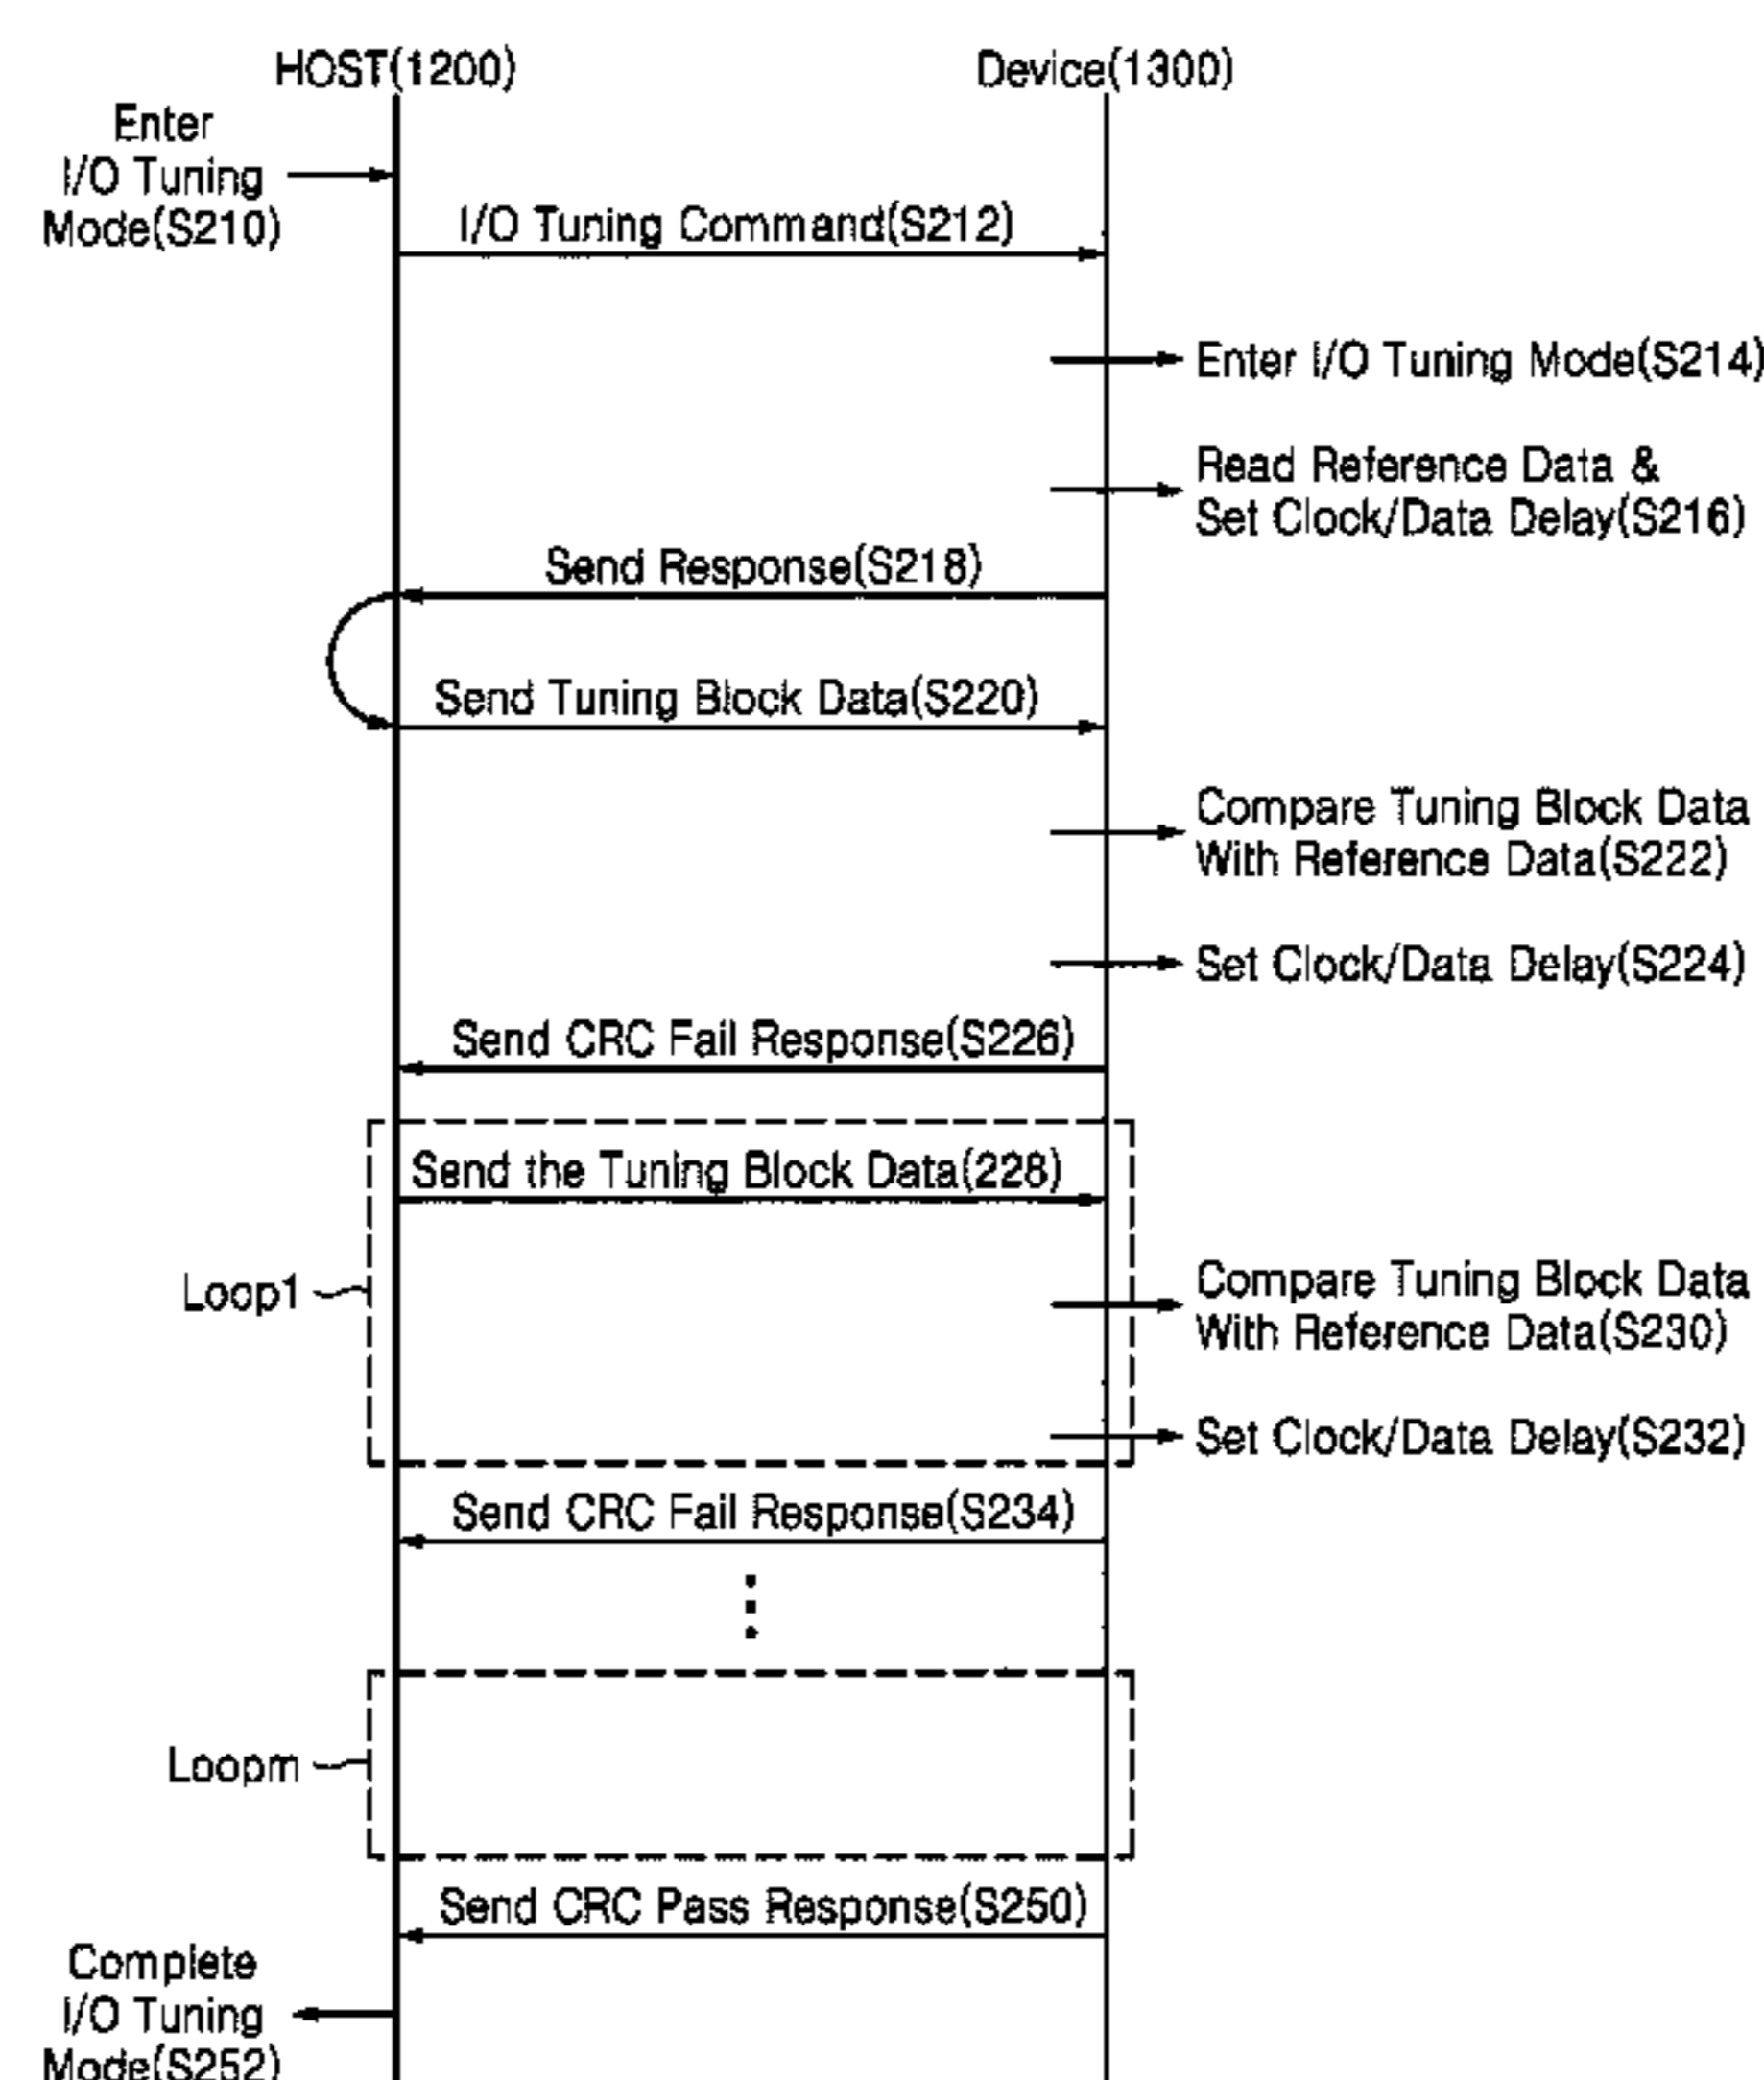 HOST(1200)
Device(1300)
Enter
I/O Tuning
Mode(S210)
I/O Tuning Command(S212)
Enter I/O Tuning Mode(S214)
Read Reference Data &
Set Clock/Data Delay(S216)
Send Response(S218)
Send Tuning Block Data(S220)
Compare Tuning Block Data
With Reference Data(S222)
Set Clock/Data Delay(S224)
Send CRC Fail Response(S226)
Send the Tuning Block Data(228)
Loop1
Compare Tuning Block Data
With Reference Data(S230)
Set Clock/Data Delay(S232)
Send CRC Fail Response(S234)
Loopm
Send CRC Pass Response(S250)
Complete
I/O Tuning
Mode(S252)